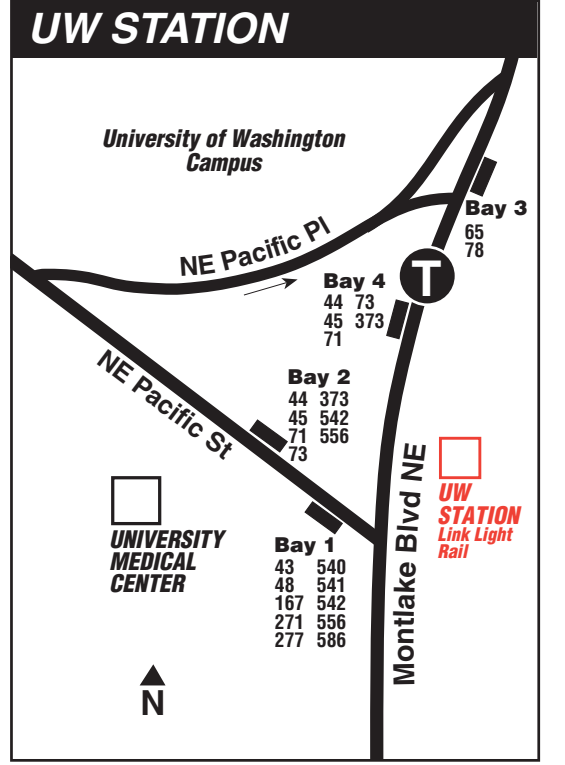 UW STATION
University of Washington
Campus
NE Pacific Pl
Bay 3
65
78
T
Bay 4
44 73
45 373
71
Bay 2
44 373
45 542
71 556
73
NE Pacific St
Montlake Blvd NE
UW
STATION
Link Light
Rail
UNIVERSITY
MEDICAL
CENTER
Bay 1
43 540
48 541
167 542
271 556
277 586
N